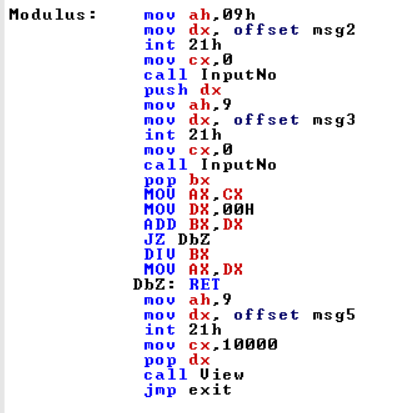 Modulus: mov ah,09h
mov dx, offset msg2
int 21h
mov cx,0
call InputNo
push dx
mov ah,9
mov dx, offset msg3
int 21h
mov cx,0
call InputNo
pop bx
MOV AX,CX
MOV DX,00H
ADD BX,DX
JZ DbZ
DIV BX
MOV AX,DX
DbZ: RET
mov ah,9
mov dx, offset msg5
int 21h
mov cx,10000
pop dx
call View
jmp exit